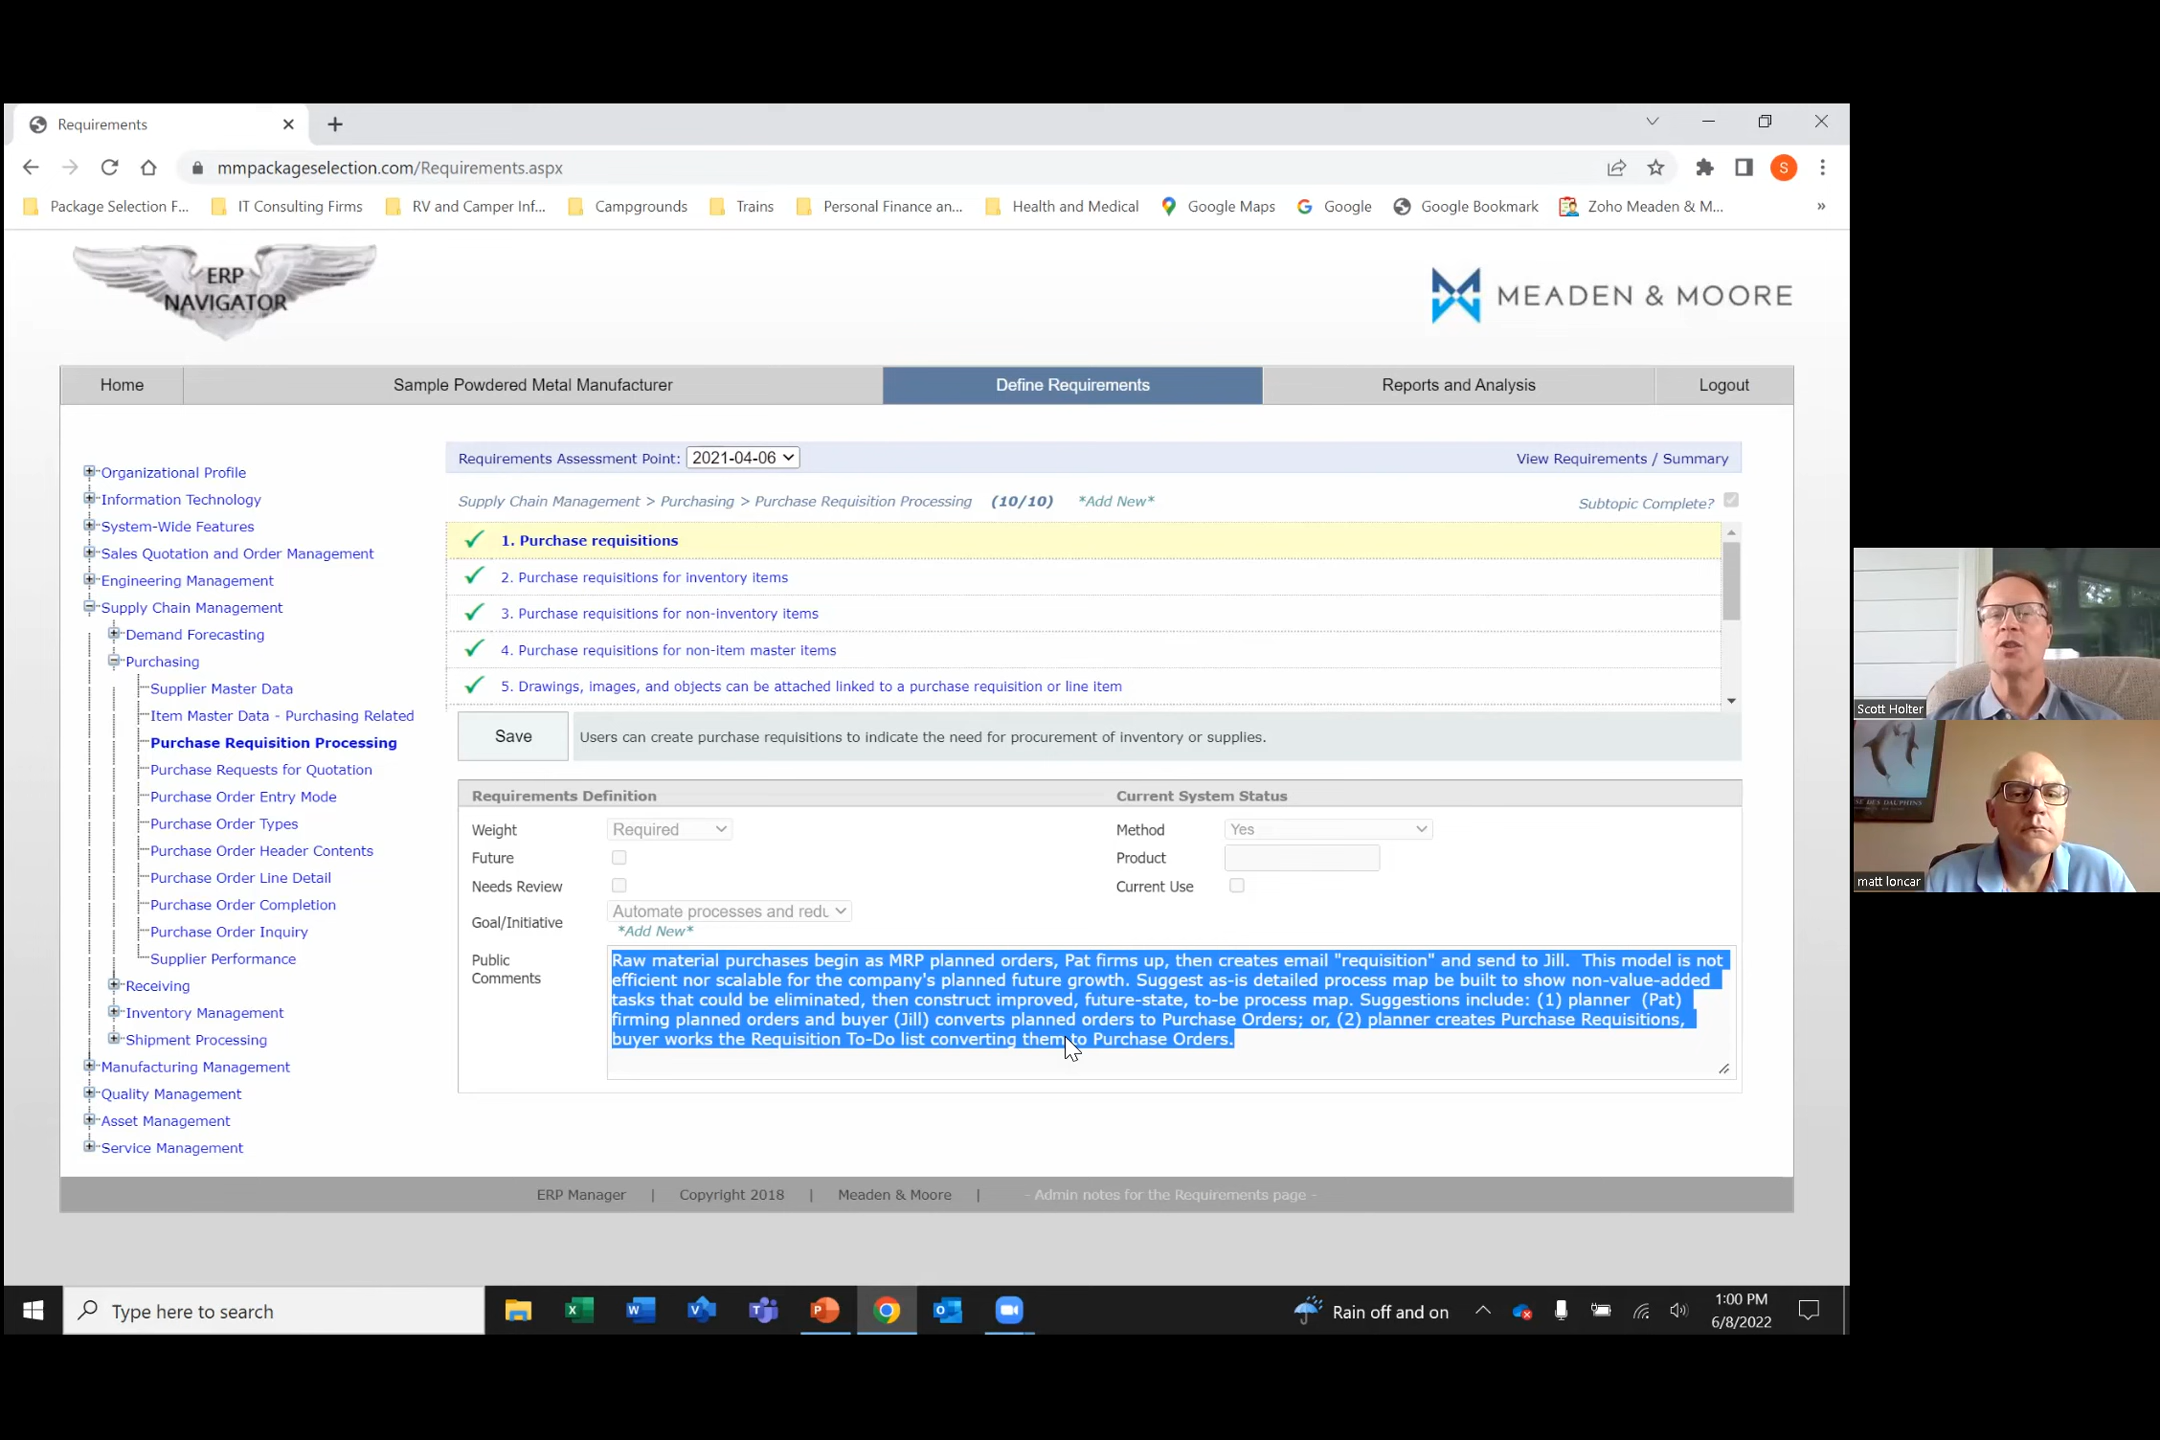 Requirements
mmpackageselection.com/Requirements.aspx
S
Package Selection F...
IT Consulting Firms
RV and Camper Inf...
Campgrounds
Trains
Personal Finance an...
Health and Medical
Google Maps
Google
Google Bookmark
Zoho Meaden & M...
»
ERP
NAVIGATOR
MEADEN & MOORE
Home
Sample Powdered Metal Manufacturer
Define Requirements
Reports and Analysis
Logout
Organizational Profile
Information Technology
System-Wide Features
Sales Quotation and Order Management
Engineering Management
Supply Chain Management
Demand Forecasting
Purchasing
Supplier Master Data
Item Master Data - Purchasing Related
Purchase Requisition Processing
Purchase Requests for Quotation
Purchase Order Entry Mode
Purchase Order Types
Purchase Order Header Contents
Purchase Order Line Detail
Purchase Order Completion
Purchase Order Inquiry
Supplier Performance
Receiving
Inventory Management
Shipment Processing
Manufacturing Management
Quality Management
Asset Management
Service Management
Requirements Assessment Point: 2021-04-06
View Requirements / Summary
Supply Chain Management > Purchasing > Purchase Requisition Processing (10/10) *Add New*
Subtopic Complete?
1. Purchase requisitions
2. Purchase requisitions for inventory items
3. Purchase requisitions for non-inventory items
4. Purchase requisitions for non-item master items
5. Drawings, images, and objects can be attached linked to a purchase requisition or line item
Save
Users can create purchase requisitions to indicate the need for procurement of inventory or supplies.
Requirements Definition
Current System Status
Weight Required
Method Yes
Future
Product
Needs Review
Current Use
Goal/Initiative Automate processes and redu
*Add New*
Public
Comments
Raw material purchases begin as MRP planned orders, Pat firms up, then creates email "requisition" and send to Jill. This model is not
efficient nor scalable for the company's planned future growth. Suggest as-is detailed process map be built to show non-value-added
tasks that could be eliminated, then construct improved, future-state, to-be process map. Suggestions include: (1) planner (Pat)
firming planned orders and buyer (Jill) converts planned orders to Purchase Orders; or, (2) planner creates Purchase Requisitions,
buyer works the Requisition To-Do list converting them to Purchase Orders.
ERP Manager | Copyright 2018 | Meaden & Moore | - Admin notes for the Requirements page -
Scott Holter
matt loncar
Type here to search
Rain off and on
1:00 PM
6/8/2022